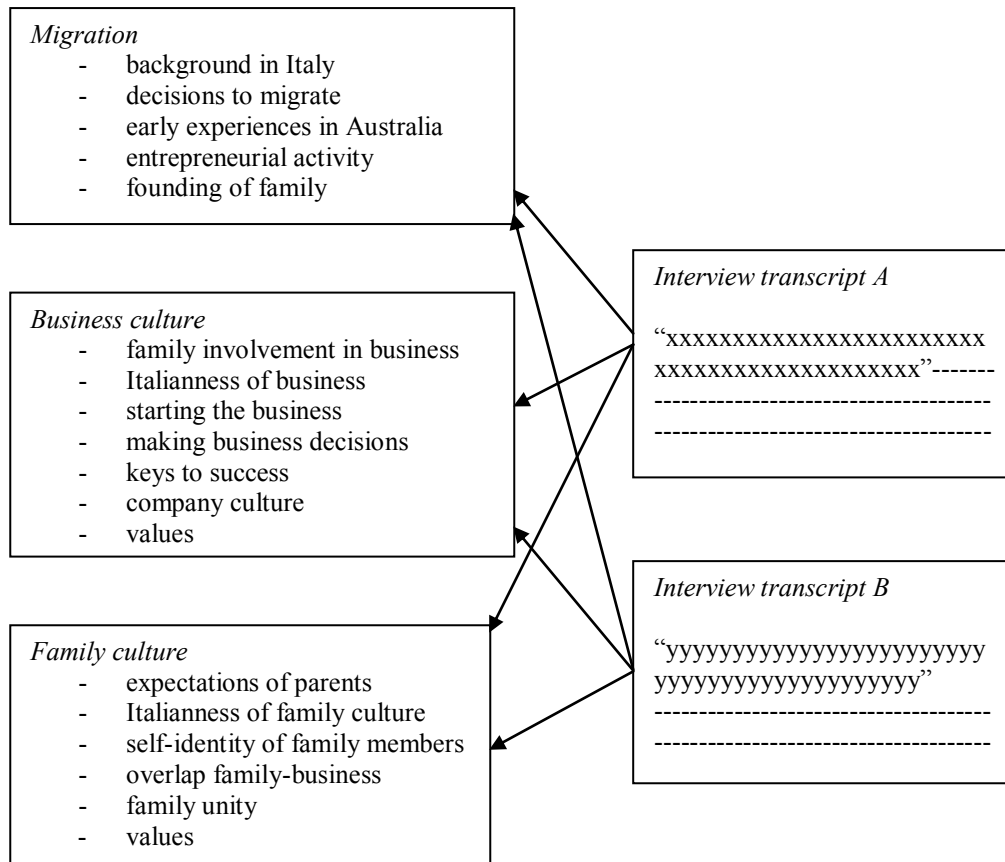 Migration
- background in Italy
- decisions to migrate
- early experiences in Australia
- entrepreneurial activity
- founding of family
Business culture
- family involvement in business
- Italianness of business
- starting the business
- making business decisions
- keys to success
- company culture
- values
Family culture
- expectations of parents
- Italianness of family culture
- self-identity of family members
- overlap family-business
- family unity
- values
Interview transcript A
“xxxxxxxxxxxxxxxxxxxxxxxx
xxxxxxxxxxxxxxxxxxxx”-------
--------------------------------------
--------------------------------------
Interview transcript B
“yyyyyyyyyyyyyyyyyyyyyyyy
yyyyyyyyyyyyyyyyyyyy”
--------------------------------------
--------------------------------------